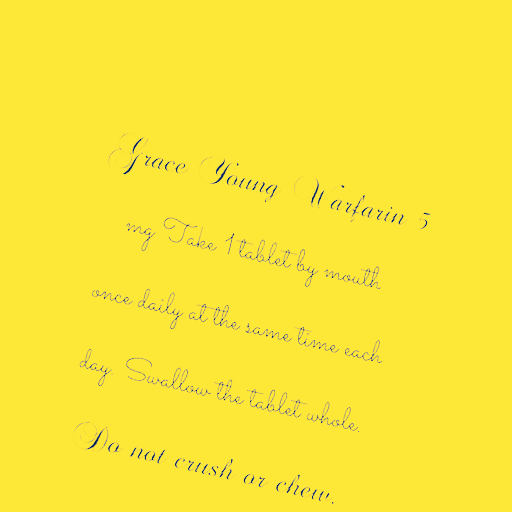 Grace Young Warfarin 5
mg Take 1 tablet by mouth
once daily at the same time each
day. Swallow the tablet whole.
Do not crush or chew.